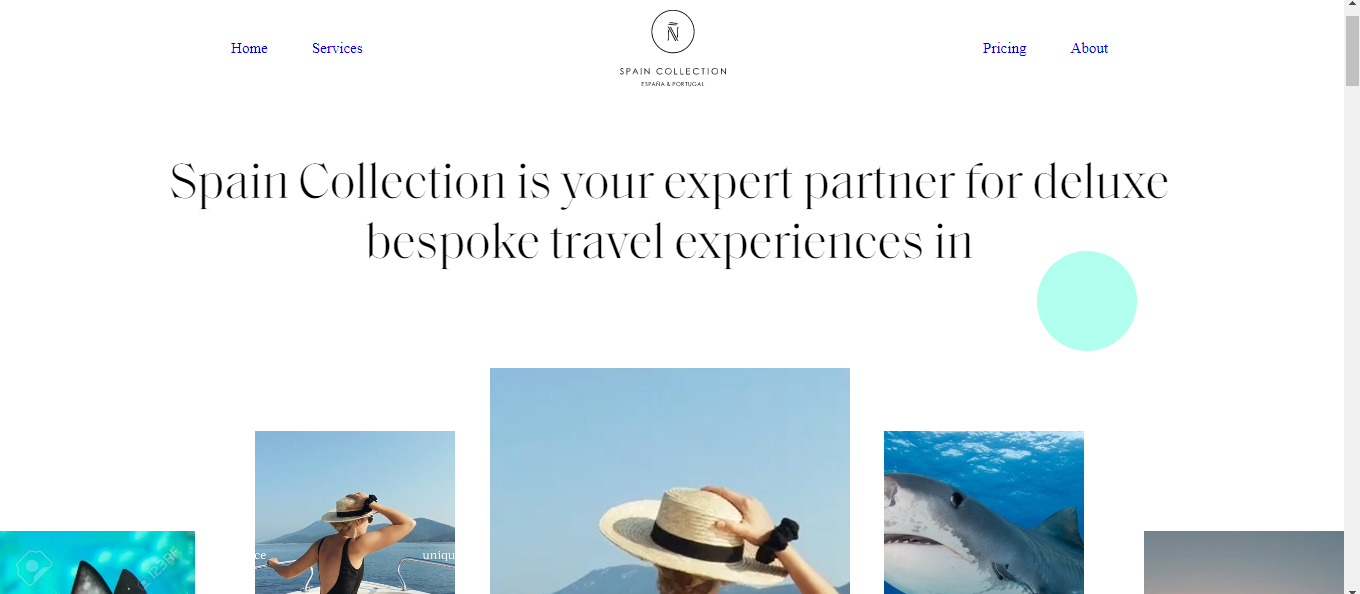 Home Services
Ñ
SPAIN COLLECTION
ESPAÑA & PORTUGAL
Pricing About
Spain Collection is your expert partner for deluxe
bespoke travel experiences in
ce uniqu
123RF